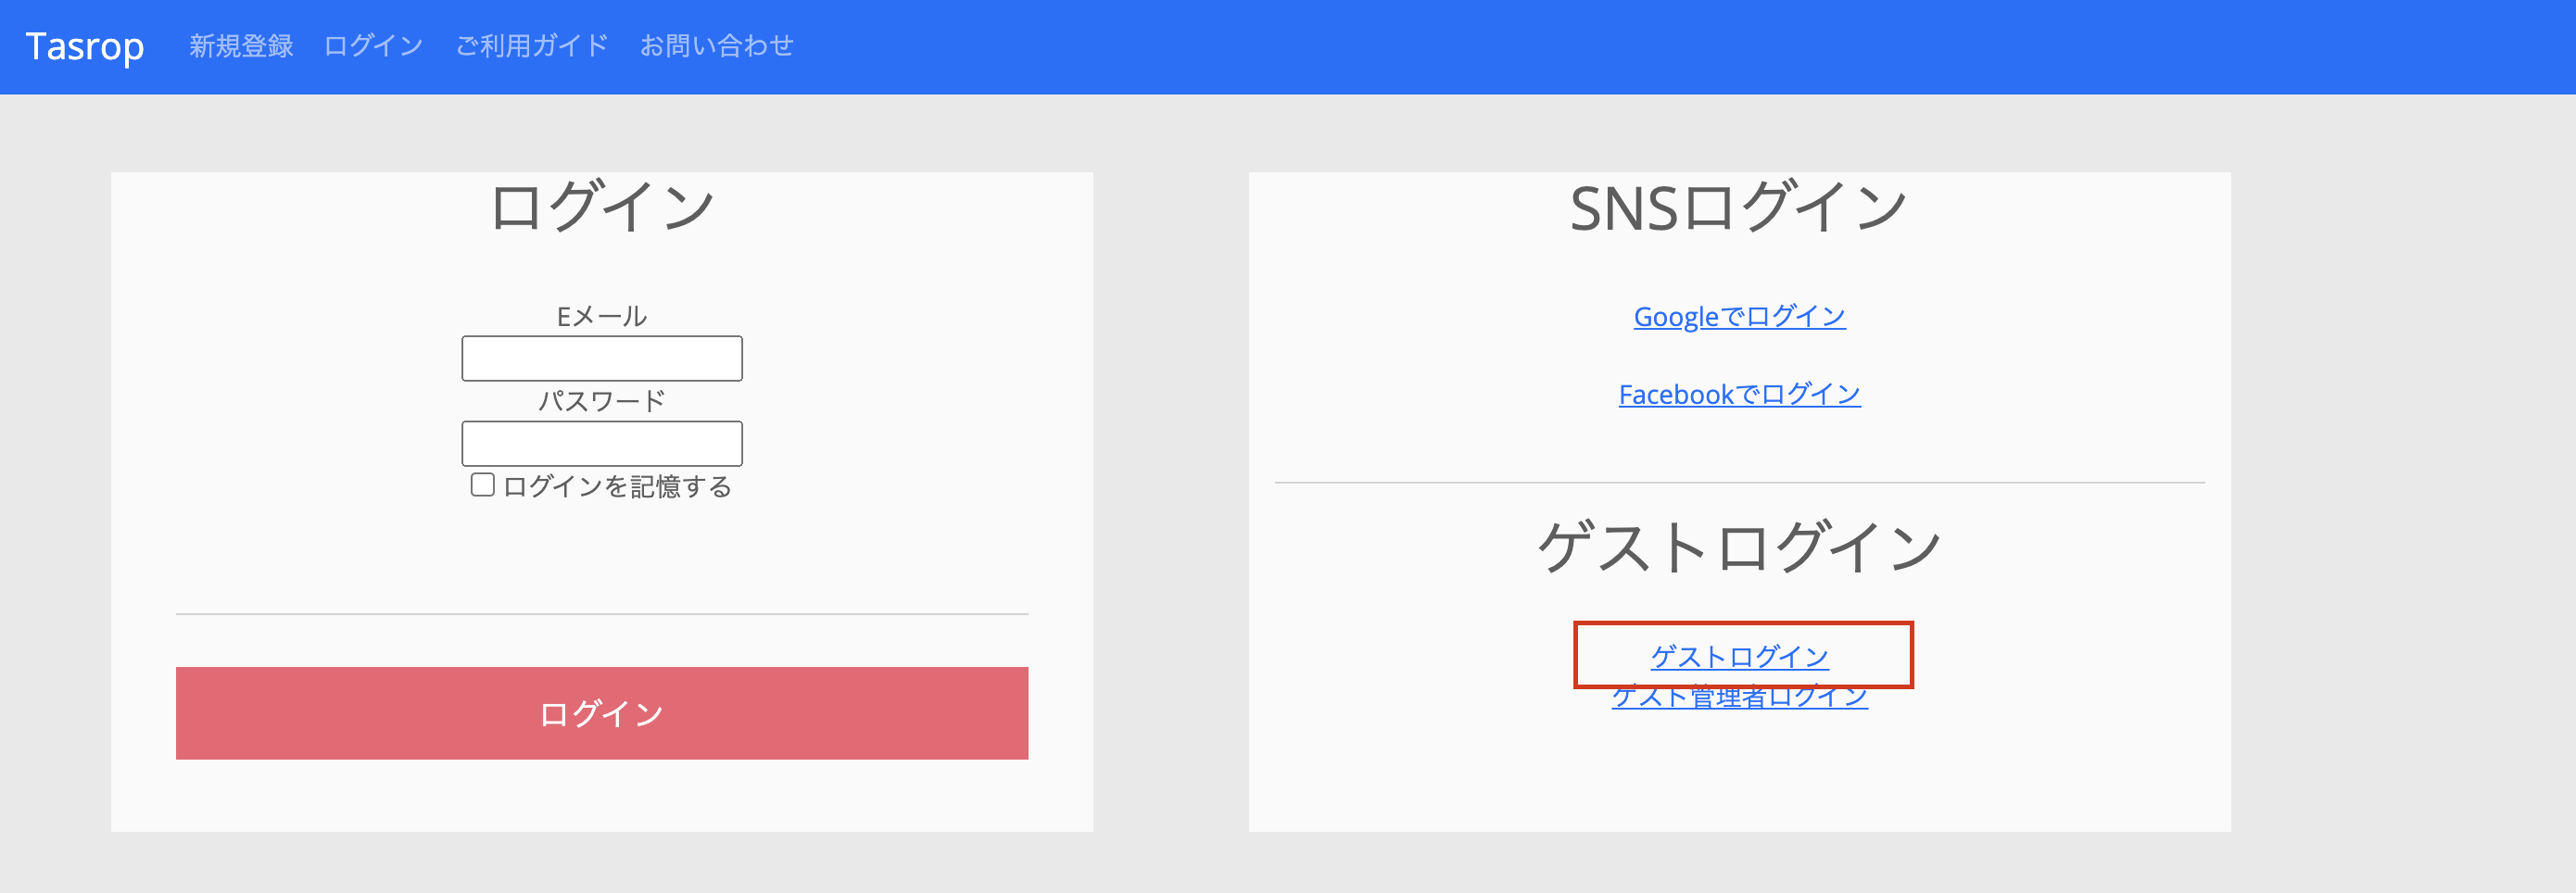 Tasrop 新規登録 ログイン ご利用ガイド お問い合わせ
ログイン
Eメール
パスワード
ログインを記憶する
ログイン
SNSログイン
Googleでログイン
Facebookでログイン
ゲストログイン
ゲストログイン
ゲスト管理者ログイン